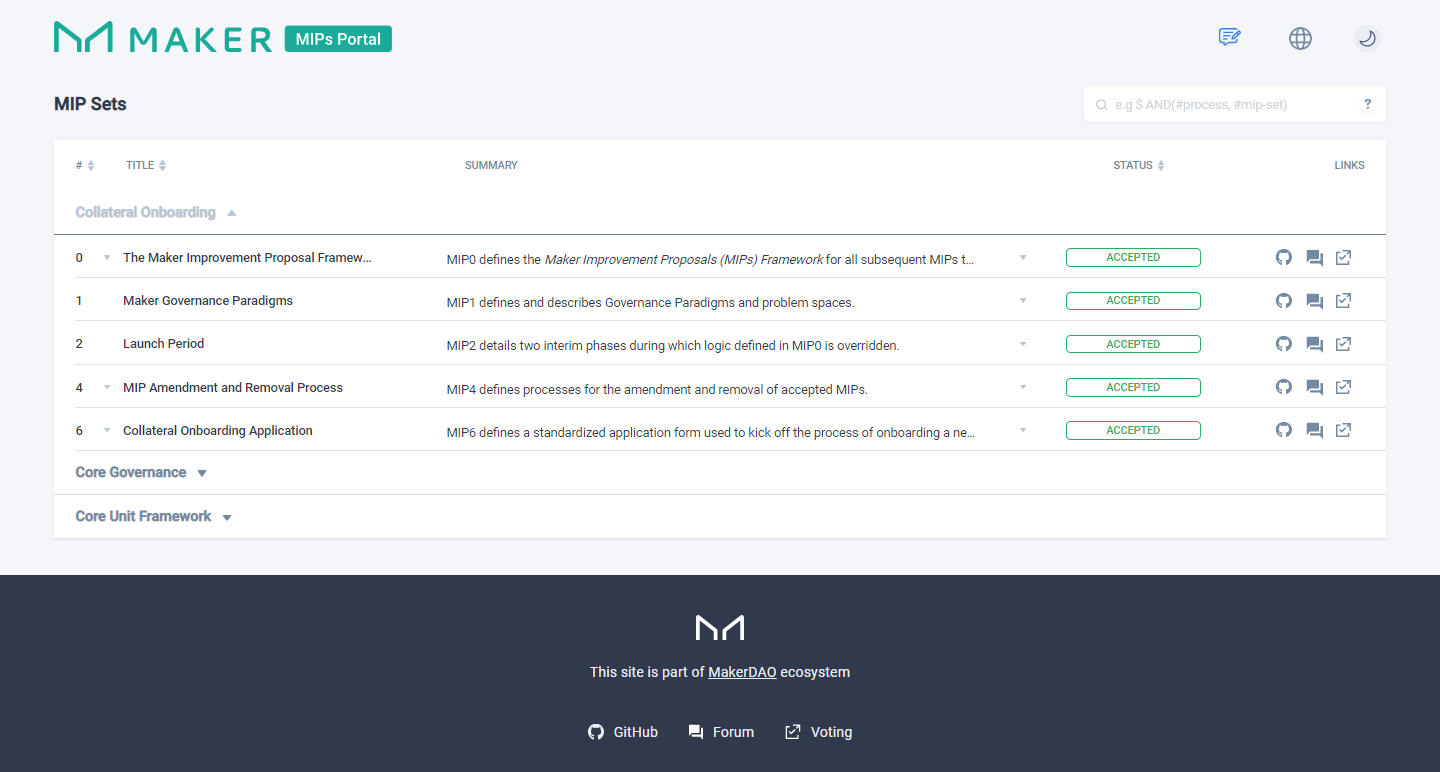 MAKER MIPs Portal
MIP Sets
e.g $ AND(#process, #mip-set) ?
# TITLE SUMMARY STATUS LINKS
Collateral Onboarding
0 The Maker Improvement Proposal Framew... MIP0 defines the Maker Improvement Proposals (MIPs) Framework for all subsequent MIPs t... ACCEPTED
1 Maker Governance Paradigms MIP1 defines and describes Governance Paradigms and problem spaces. ACCEPTED
2 Launch Period MIP2 details two interim phases during which logic defined in MIP0 is overridden. ACCEPTED
4 MIP Amendment and Removal Process MIP4 defines processes for the amendment and removal of accepted MIPs. ACCEPTED
6 Collateral Onboarding Application MIP6 defines a standardized application form used to kick off the process of onboarding a ne... ACCEPTED
Core Governance
Core Unit Framework
This site is part of MakerDAO ecosystem
GitHub Forum Voting